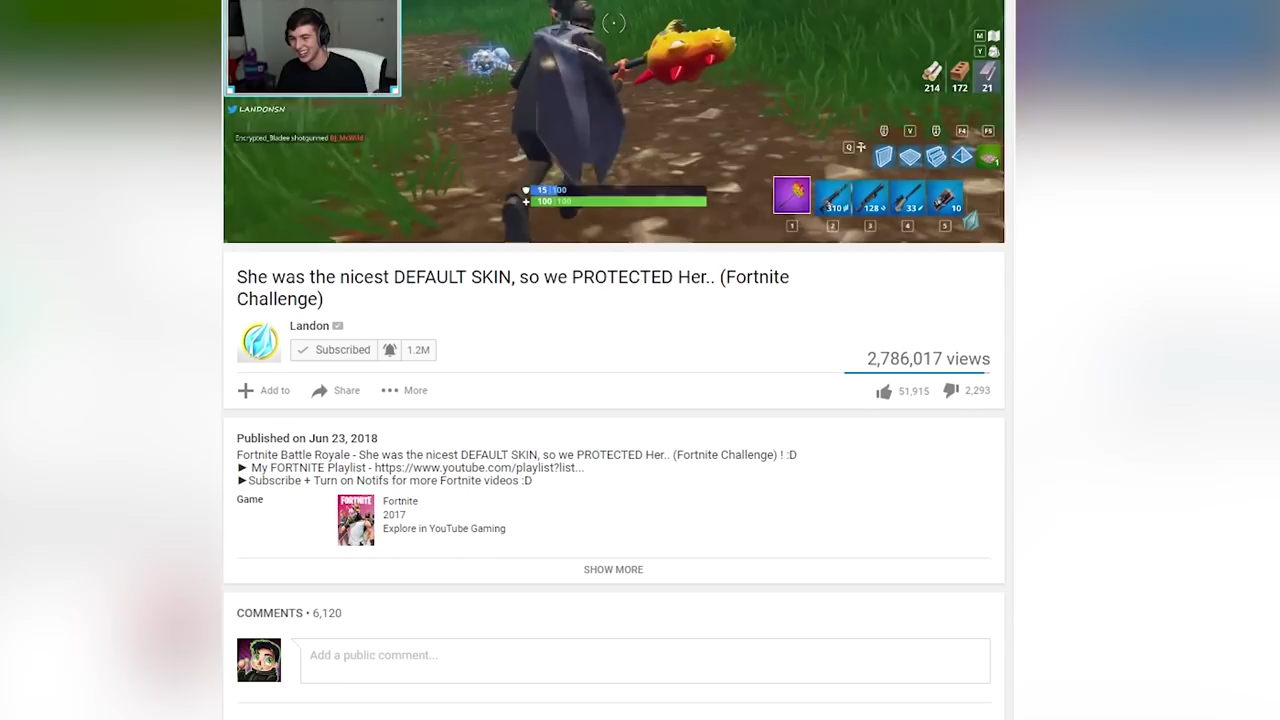 M
Y
214 172 21
LANDONSN
Encrypted_Bladee shotgunned BJ_McWild
V F4 F5
Q
1
15 | 100
100 | 100
310 128 33 10
1 2 3 4 5
She was the nicest DEFAULT SKIN, so we PROTECTED Her.. (Fortnite
Challenge)
Landon
Subscribed 1.2M
2,786,017 views
Add to Share More 51,915 2,293
Published on Jun 23, 2018
Fortnite Battle Royale - She was the nicest DEFAULT SKIN, so we PROTECTED Her.. (Fortnite Challenge) ! :D
► My FORTNITE Playlist - https://www.youtube.com/playlist?list...
►Subscribe + Turn on Notifs for more Fortnite videos :D
Game
FORTNITE
Fortnite
2017
Explore in YouTube Gaming
SHOW MORE
COMMENTS • 6,120
Add a public comment...